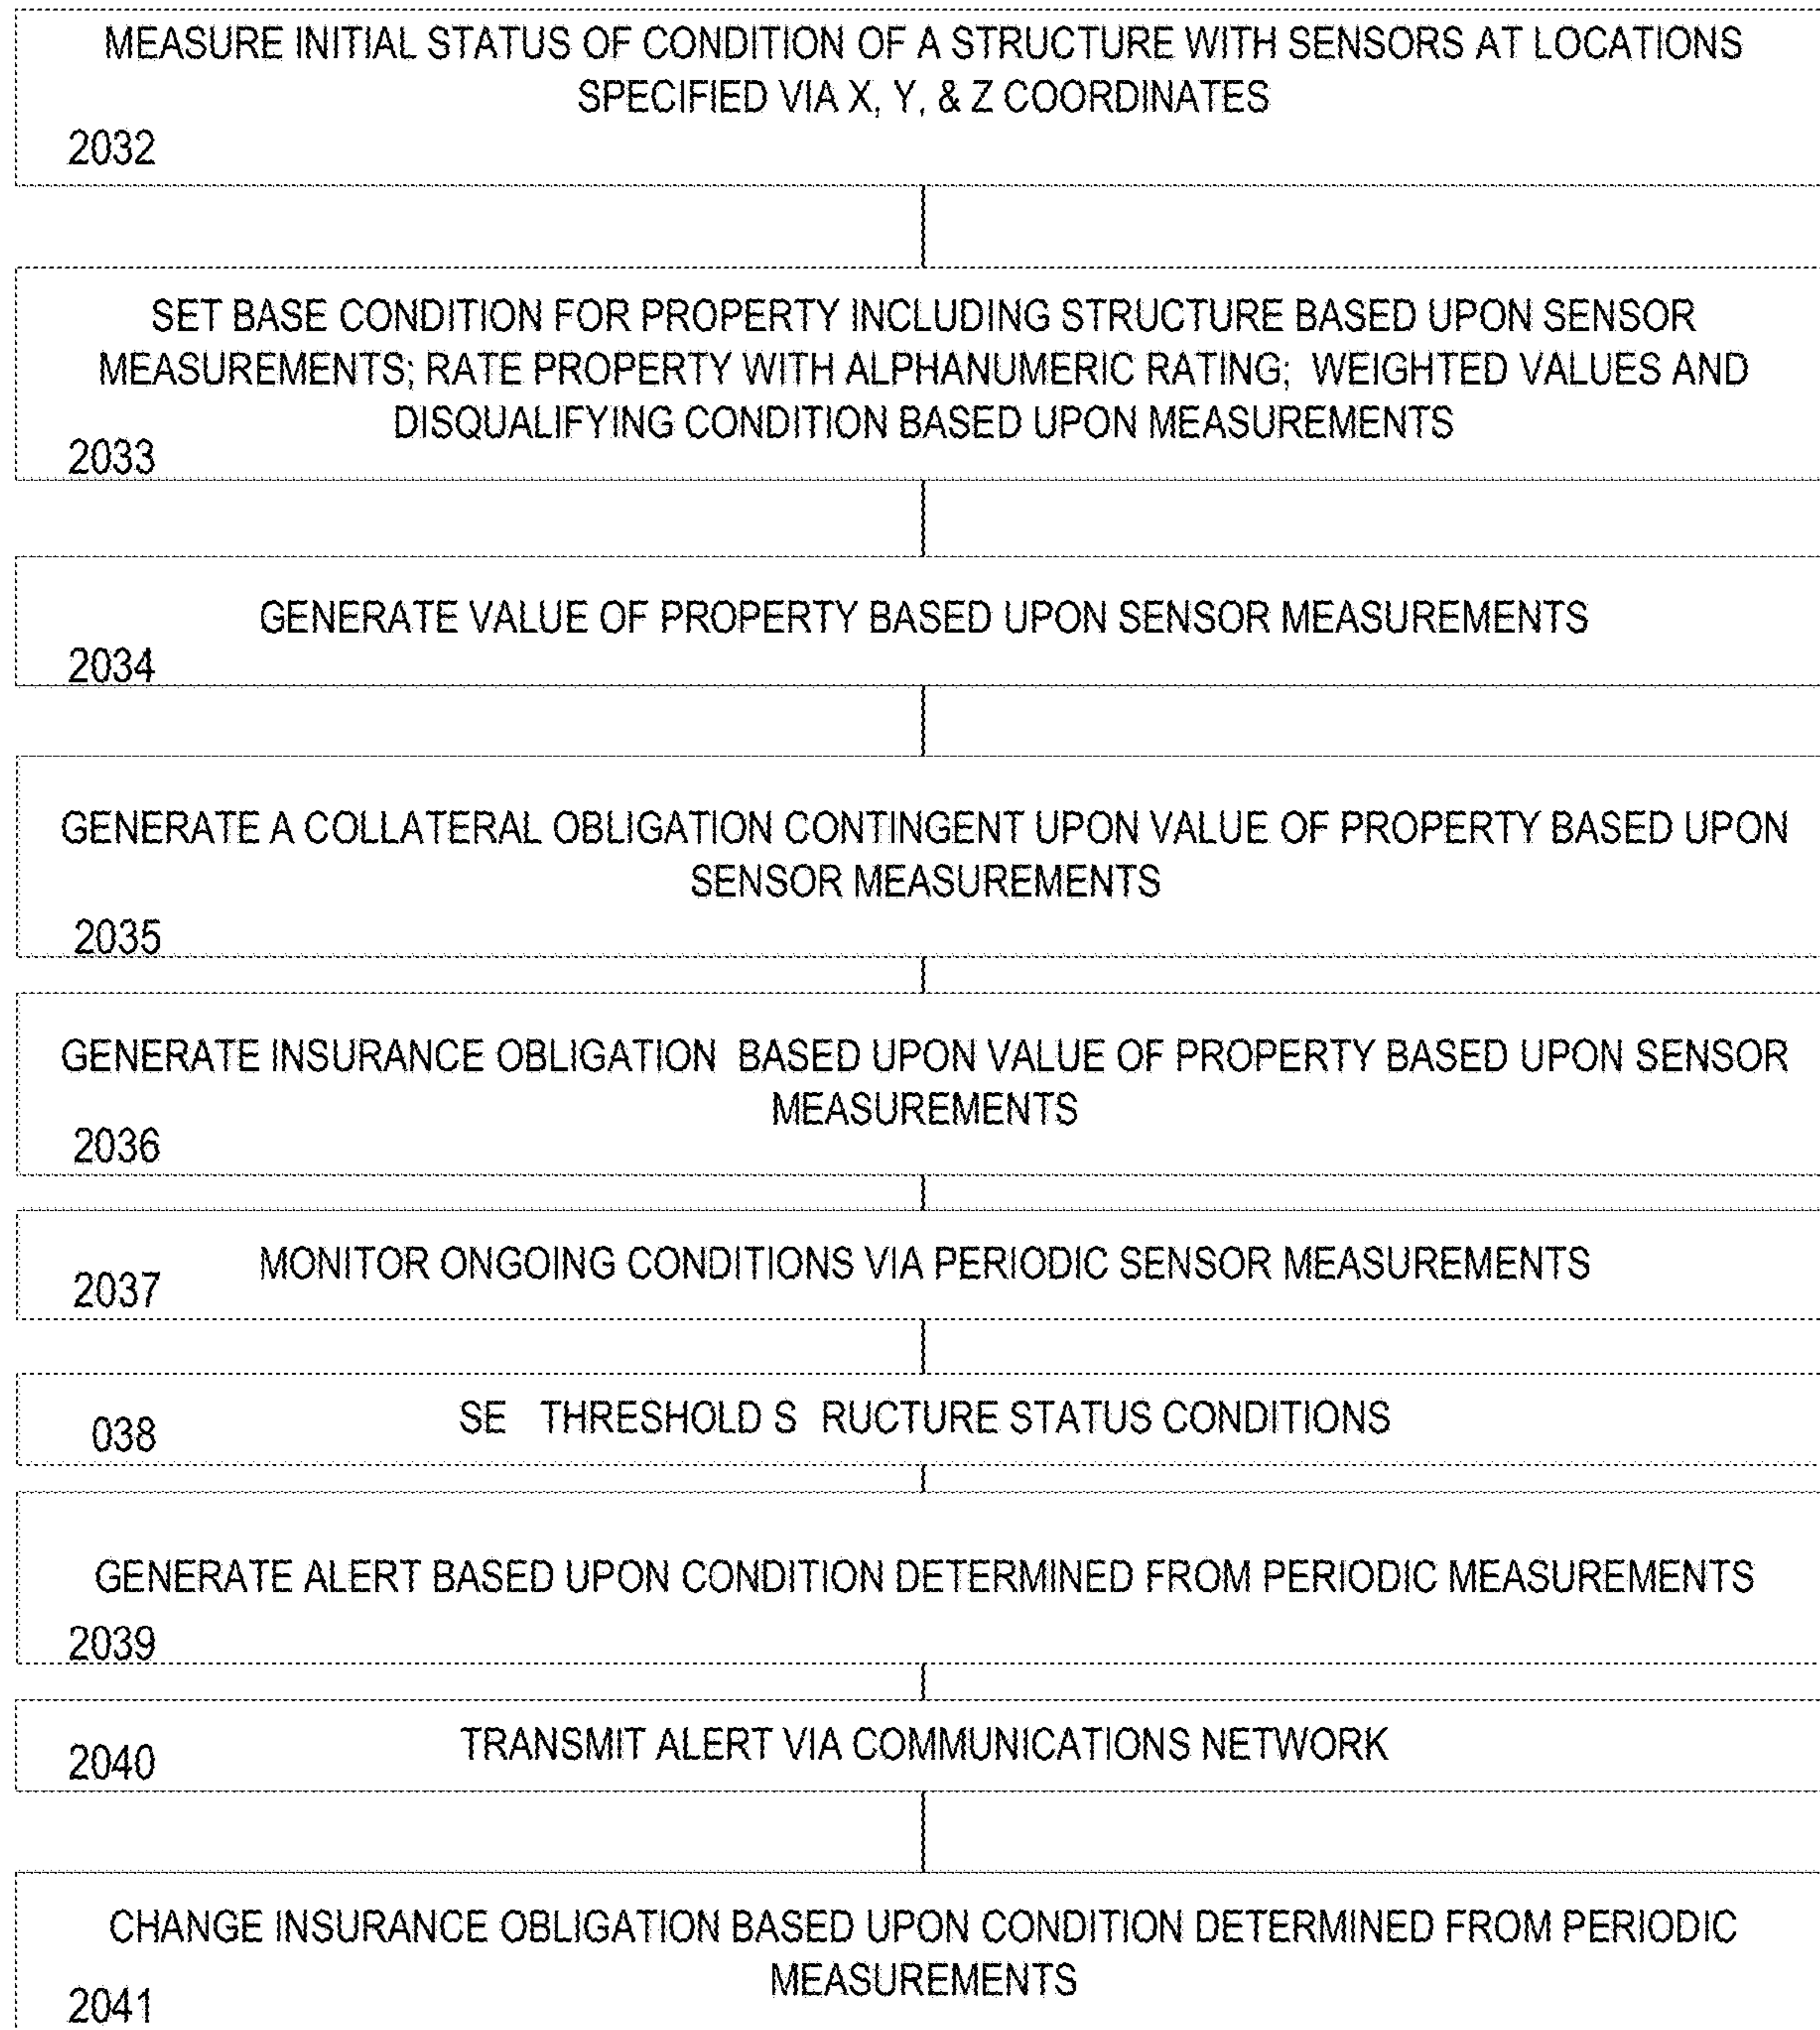 MEASURE INITIAL STATUS OF CONDITION OF A STRUCTURE WITH SENSORS AT LOCATIONS
SPECIFIED VIA X, Y, & Z COORDINATES
2032
SET BASE CONDITION FOR PROPERTY INCLUDING STRUCTURE BASED UPON SENSOR
MEASUREMENTS; RATE PROPERTY WITH ALPHANUMERIC RATING; WEIGHTED VALUES AND
DISQUALIFYING CONDITION BASED UPON MEASUREMENTS
2033
GENERATE VALUE OF PROPERTY BASED UPON SENSOR MEASUREMENTS
2034
GENERATE A COLLATERAL OBLIGATION CONTINGENT UPON VALUE OF PROPERTY BASED UPON
SENSOR MEASUREMENTS
2035
GENERATE INSURANCE OBLIGATION BASED UPON VALUE OF PROPERTY BASED UPON SENSOR
MEASUREMENTS
2036
MONITOR ONGOING CONDITIONS VIA PERIODIC SENSOR MEASUREMENTS
2037
SE THRESHOLD S RUCTURE STATUS CONDITIONS
038
GENERATE ALERT BASED UPON CONDITION DETERMINED FROM PERIODIC MEASUREMENTS
2039
TRANSMIT ALERT VIA COMMUNICATIONS NETWORK
2040
CHANGE INSURANCE OBLIGATION BASED UPON CONDITION DETERMINED FROM PERIODIC
MEASUREMENTS
2041